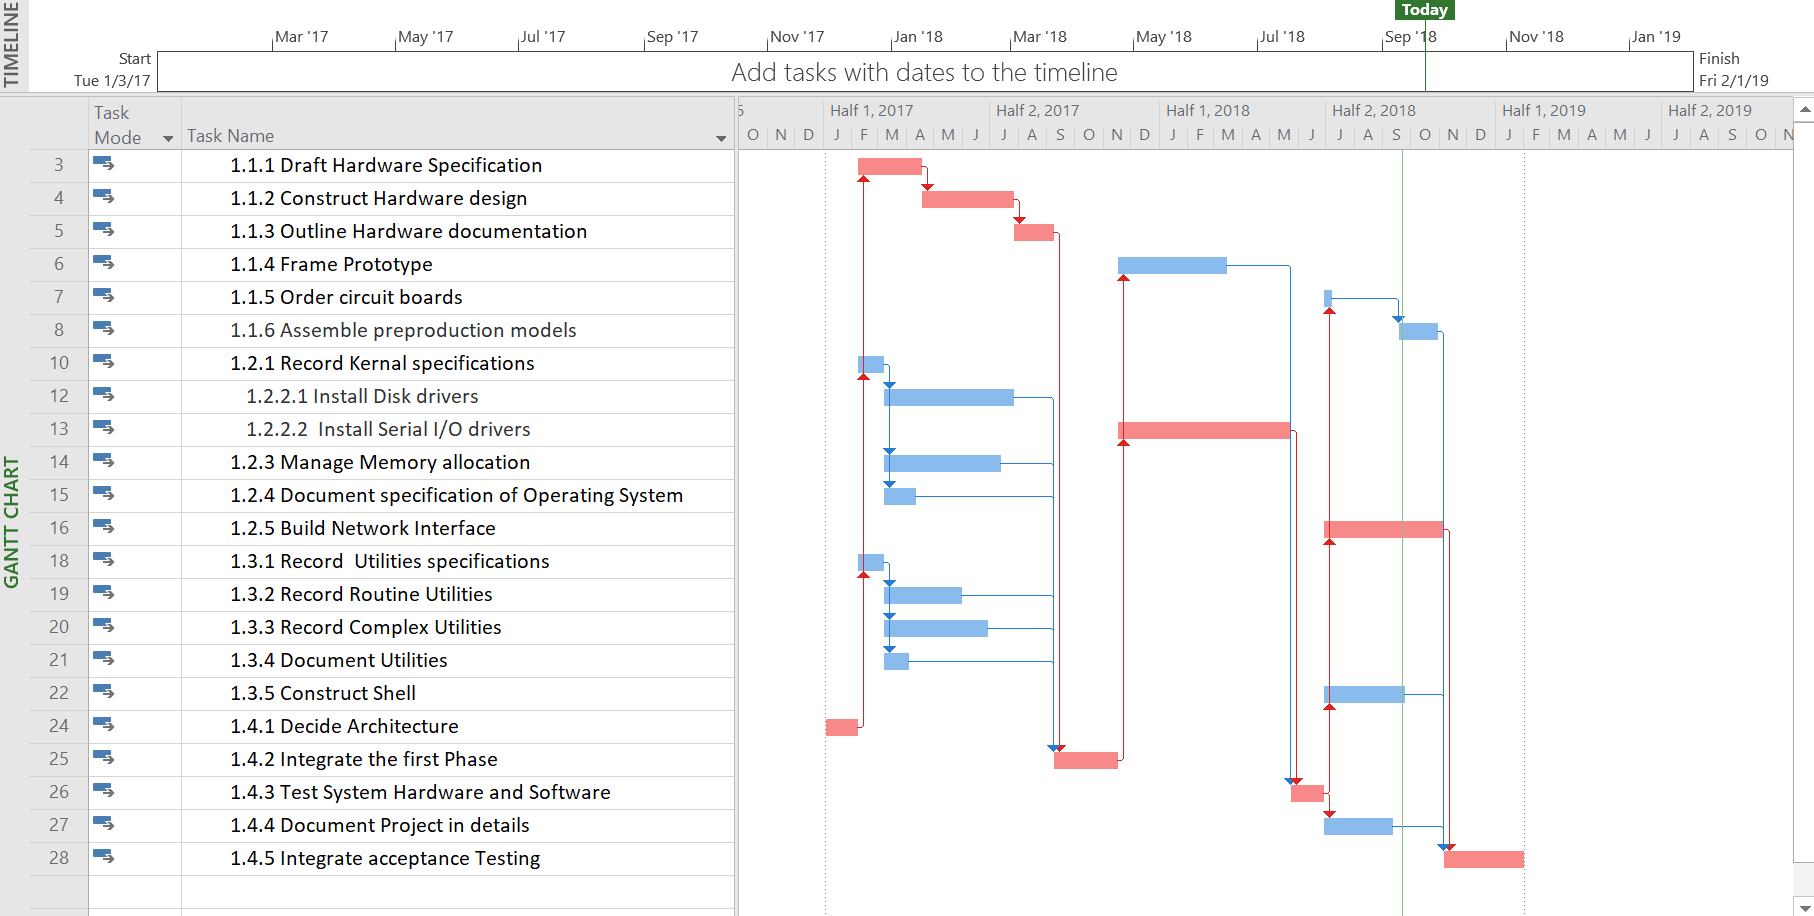 Today
TIMELINE
Mar '17 May '17 Jul '17 Sep '17 Nov '17 Jan '18 Mar '18 May '18 Jul '18 Sep '18 Nov '18 Jan '19
Start
Tue 1/3/17
Add tasks with dates to the timeline
Finish
Fri 2/1/19
GANTT CHART
Task Mode
Task Name
Half 1, 2017 Half 2, 2017 Half 1, 2018 Half 2, 2018 Half 1, 2019 Half 2, 2019
O N D J F M A M J J A S O N D J F M A M J J A S O N D J F M A M J J A S O N
3 1.1.1 Draft Hardware Specification
4 1.1.2 Construct Hardware design
5 1.1.3 Outline Hardware documentation
6 1.1.4 Frame Prototype
7 1.1.5 Order circuit boards
8 1.1.6 Assemble preproduction models
10 1.2.1 Record Kernal specifications
12 1.2.2.1 Install Disk drivers
13 1.2.2.2 Install Serial I/O drivers
14 1.2.3 Manage Memory allocation
15 1.2.4 Document specification of Operating System
16 1.2.5 Build Network Interface
18 1.3.1 Record Utilities specifications
19 1.3.2 Record Routine Utilities
20 1.3.3 Record Complex Utilities
21 1.3.4 Document Utilities
22 1.3.5 Construct Shell
24 1.4.1 Decide Architecture
25 1.4.2 Integrate the first Phase
26 1.4.3 Test System Hardware and Software
27 1.4.4 Document Project in details
28 1.4.5 Integrate acceptance Testing